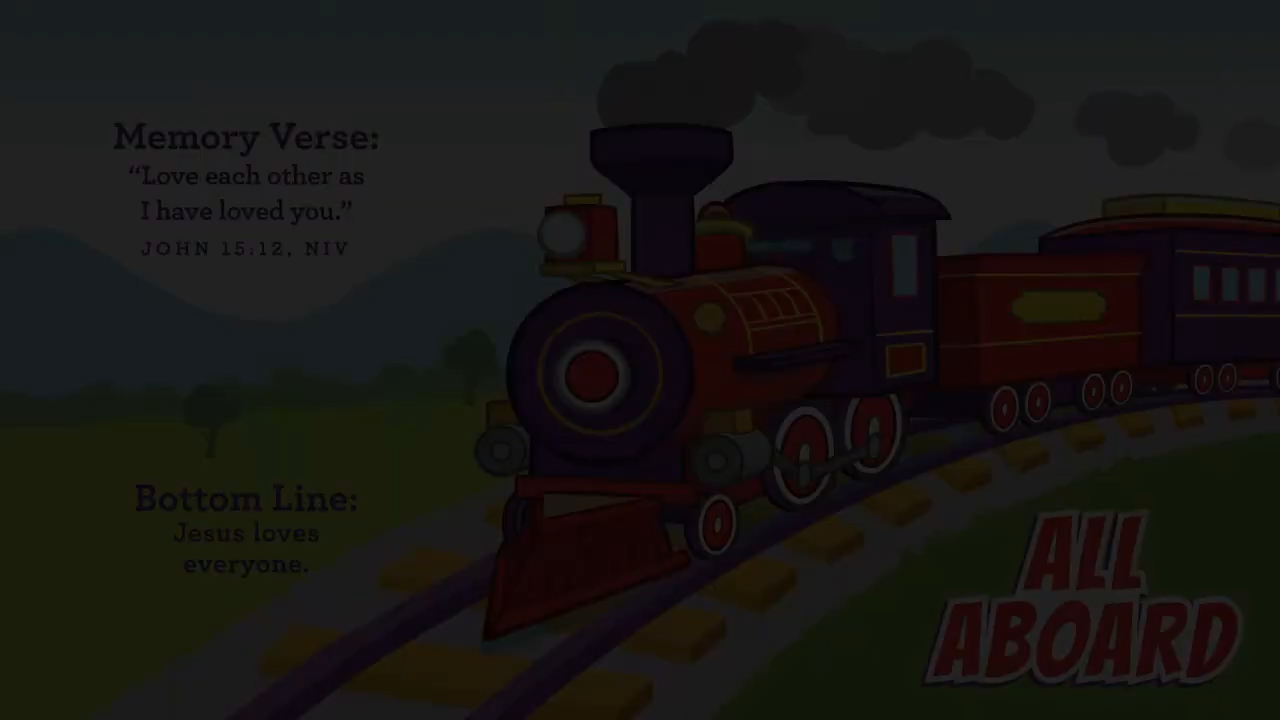 Memory Verse:
“Love each other as
I have loved you.”
JOHN 15:12, NIV
Bottom Line:
Jesus loves
everyone.
ALL
ABOARD